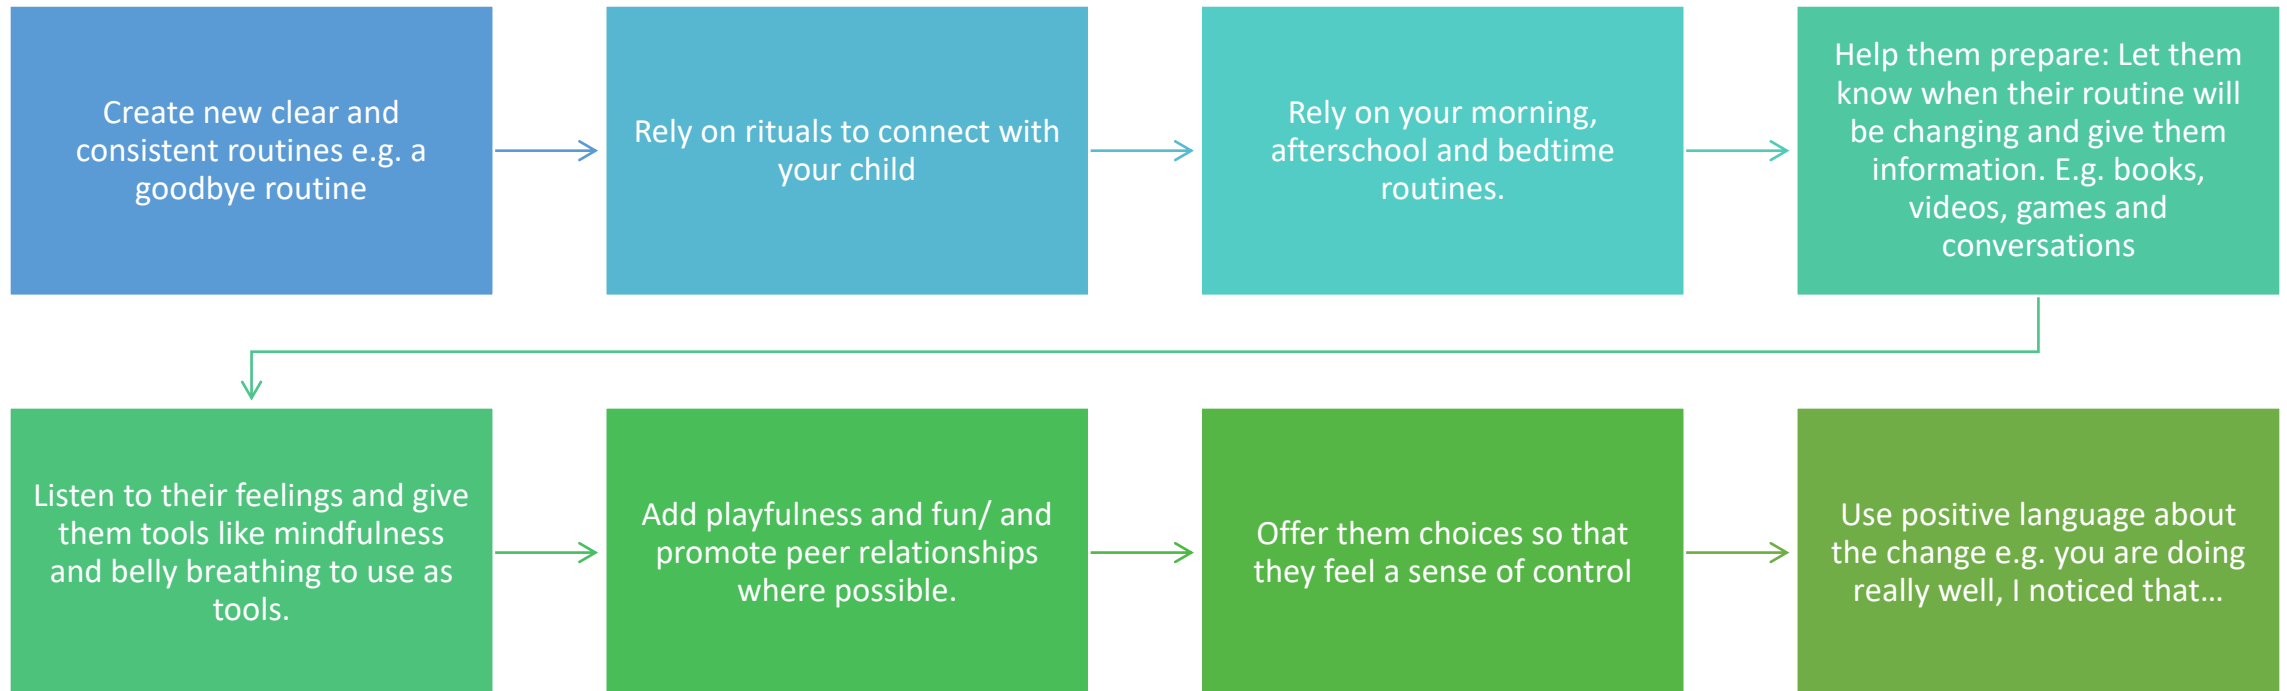 Create new clear and
consistent routines e.g. a
goodbye routine
Rely on rituals to connect with
your child
Rely on your morning,
afterschool and bedtime
routines.
Help them prepare: Let them
know when their routine will
be changing and give them
information. E.g. books,
videos, games and
conversations
Listen to their feelings and give
them tools like mindfulness
and belly breathing to use as
tools.
Add playfulness and fun/ and
promote peer relationships
where possible.
Offer them choices so that
they feel a sense of control
Use positive language about
the change e.g. you are doing
really well, I noticed that…